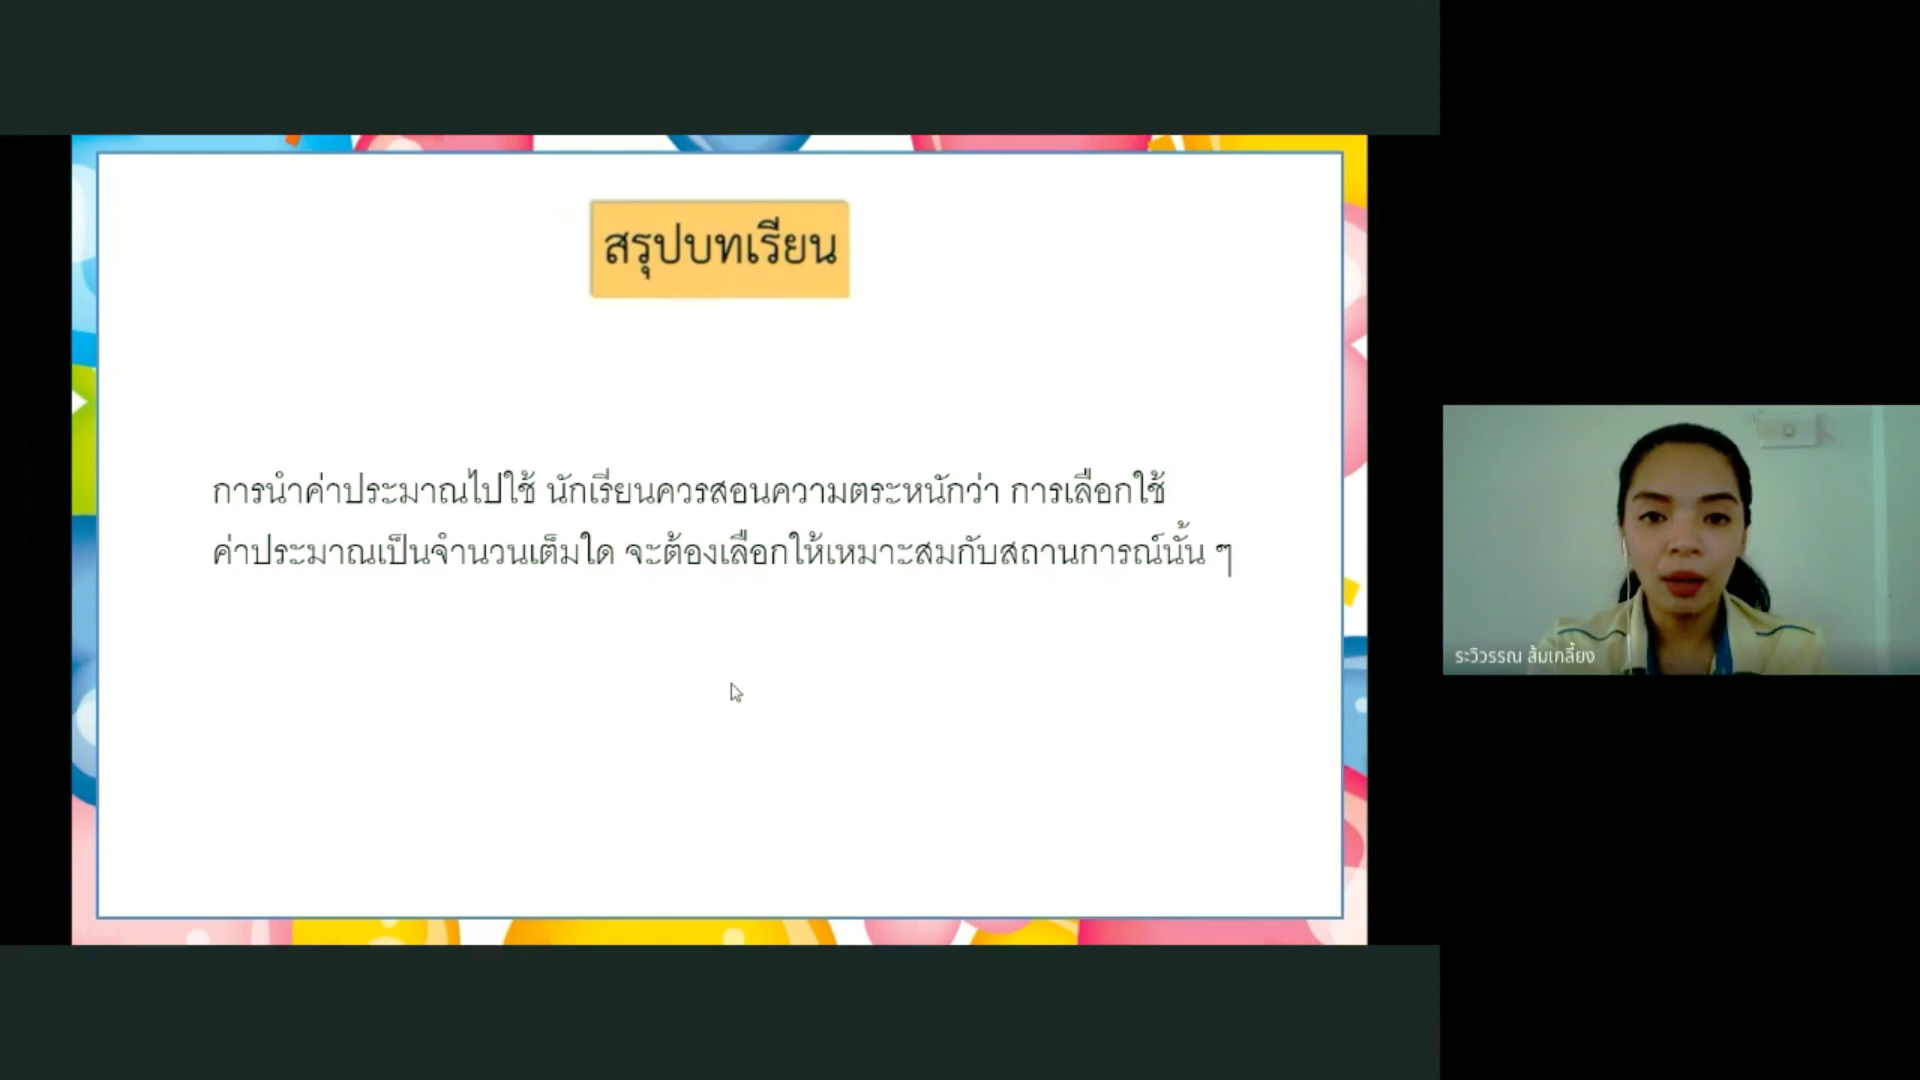 สรุปบทเรียน
การนำค่าประมาณไปใช้ นักเรียนควรสอนความตระหนักว่า การเลือกใช้
ค่าประมาณเป็นจำนวนเต็มใด จะต้องเลือกให้เหมาะสมกับสถานการณ์นั้น ๆ
ระวิวรรณ ส้มเกลี้ยง